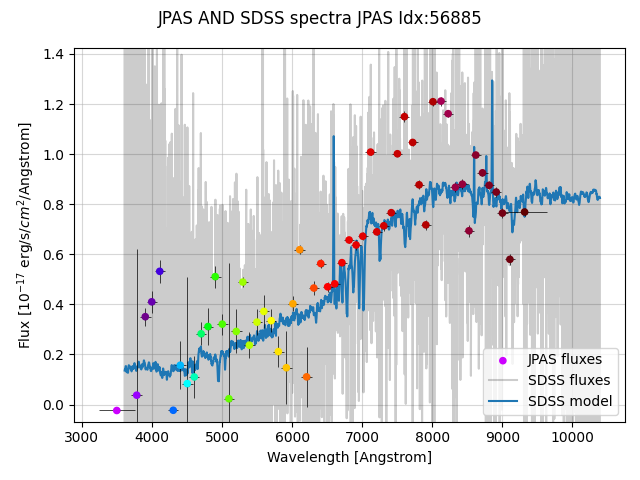 JPAS AND SDSS spectra JPAS Idx:56885
1.4
1.2
1.0
0.8
0.6
0.4
0.2
0.0
Flux [10⁻¹⁷ erg/s/cm²/Angstrom]
JPAS fluxes
SDSS fluxes
SDSS model
3000 4000 5000 6000 7000 8000 9000 10000
Wavelength [Angstrom]